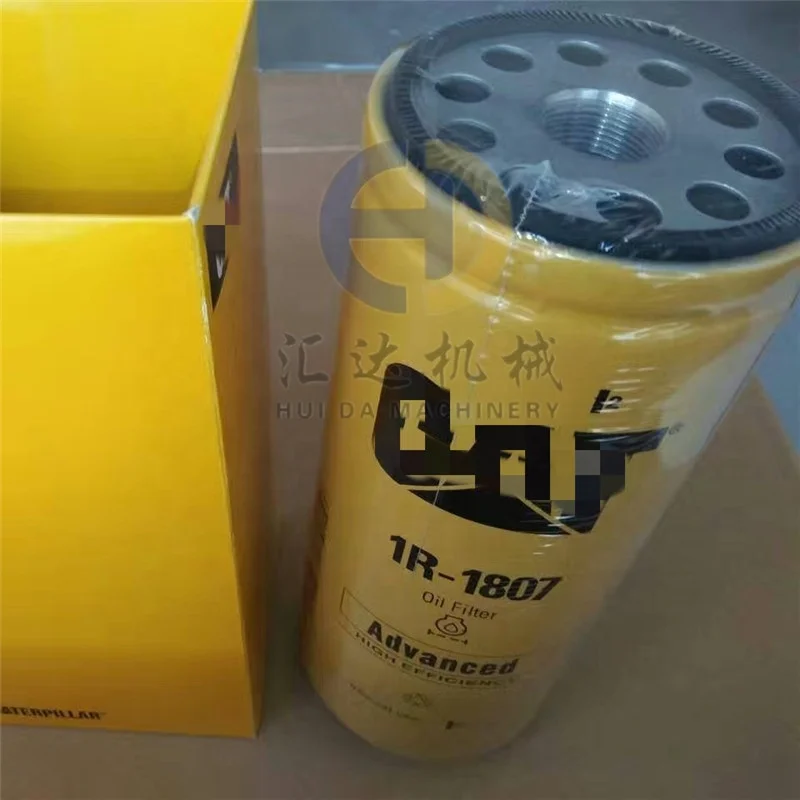 汇达机械
HUI DA MACHINERY
1R-1807
Oil Filter
Advanced
HIGH EFFICIENCY
CATERPILLAR